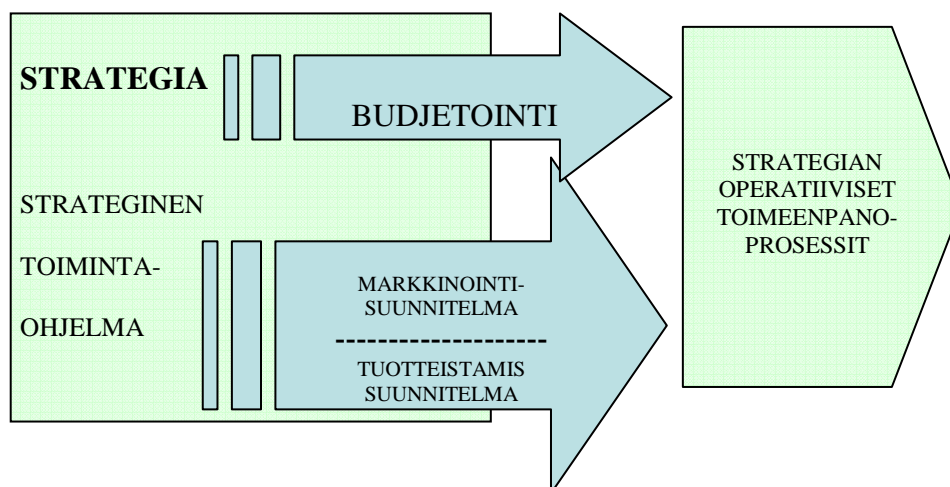 STRATEGIA
BUDJETOINTI
STRATEGINEN
TOIMINTA-
OHJELMA
MARKKINOINTI-
SUUNNITELMA
TUOTTEISTAMIS
SUUNNITELMA
STRATEGIAN
OPERATIIVISET
TOIMEENPANO-
PROSESSIT